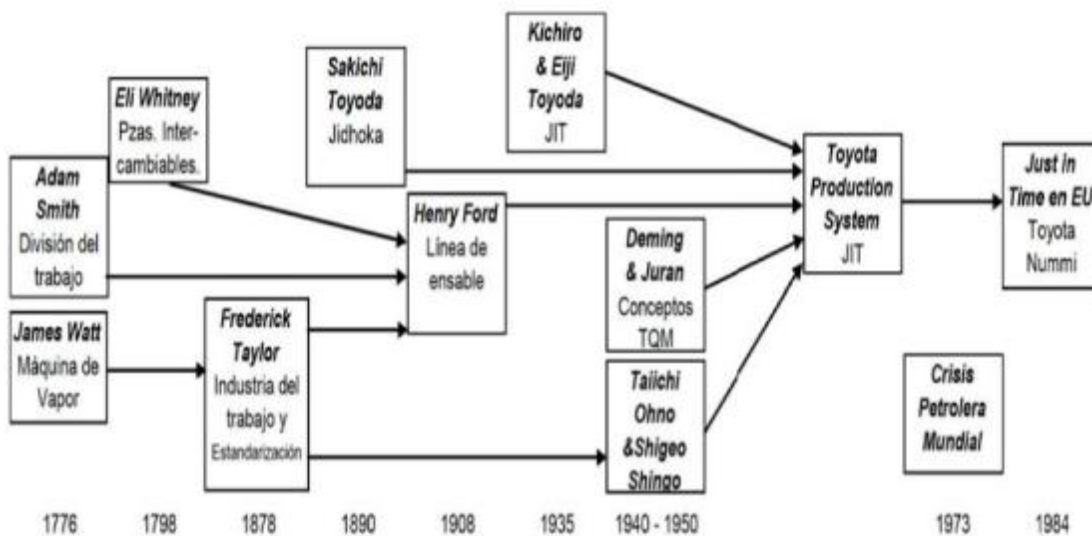 Adam
Smith
División del
trabajo
James Watt
Máquina de
Vapor
Eli Whitney
Pzas. Inter-
cambiables.
Frederick
Taylor
Industria del
trabajo y
Estandarización
Sakichi
Toyoda
Jidhoka
Henry Ford
Línea de
ensable
Kichiro
& Eiji
Toyoda
JIT
Deming
& Juran
Conceptos
TQM
Taiichi
Ohno
&Shigeo
Shingo
Toyota
Production
System
JIT
Crisis
Petrolera
Mundial
Just in
Time en EU
Toyota
Nummi
1776 1798 1878 1890 1908 1935 1940 - 1950 1973 1984